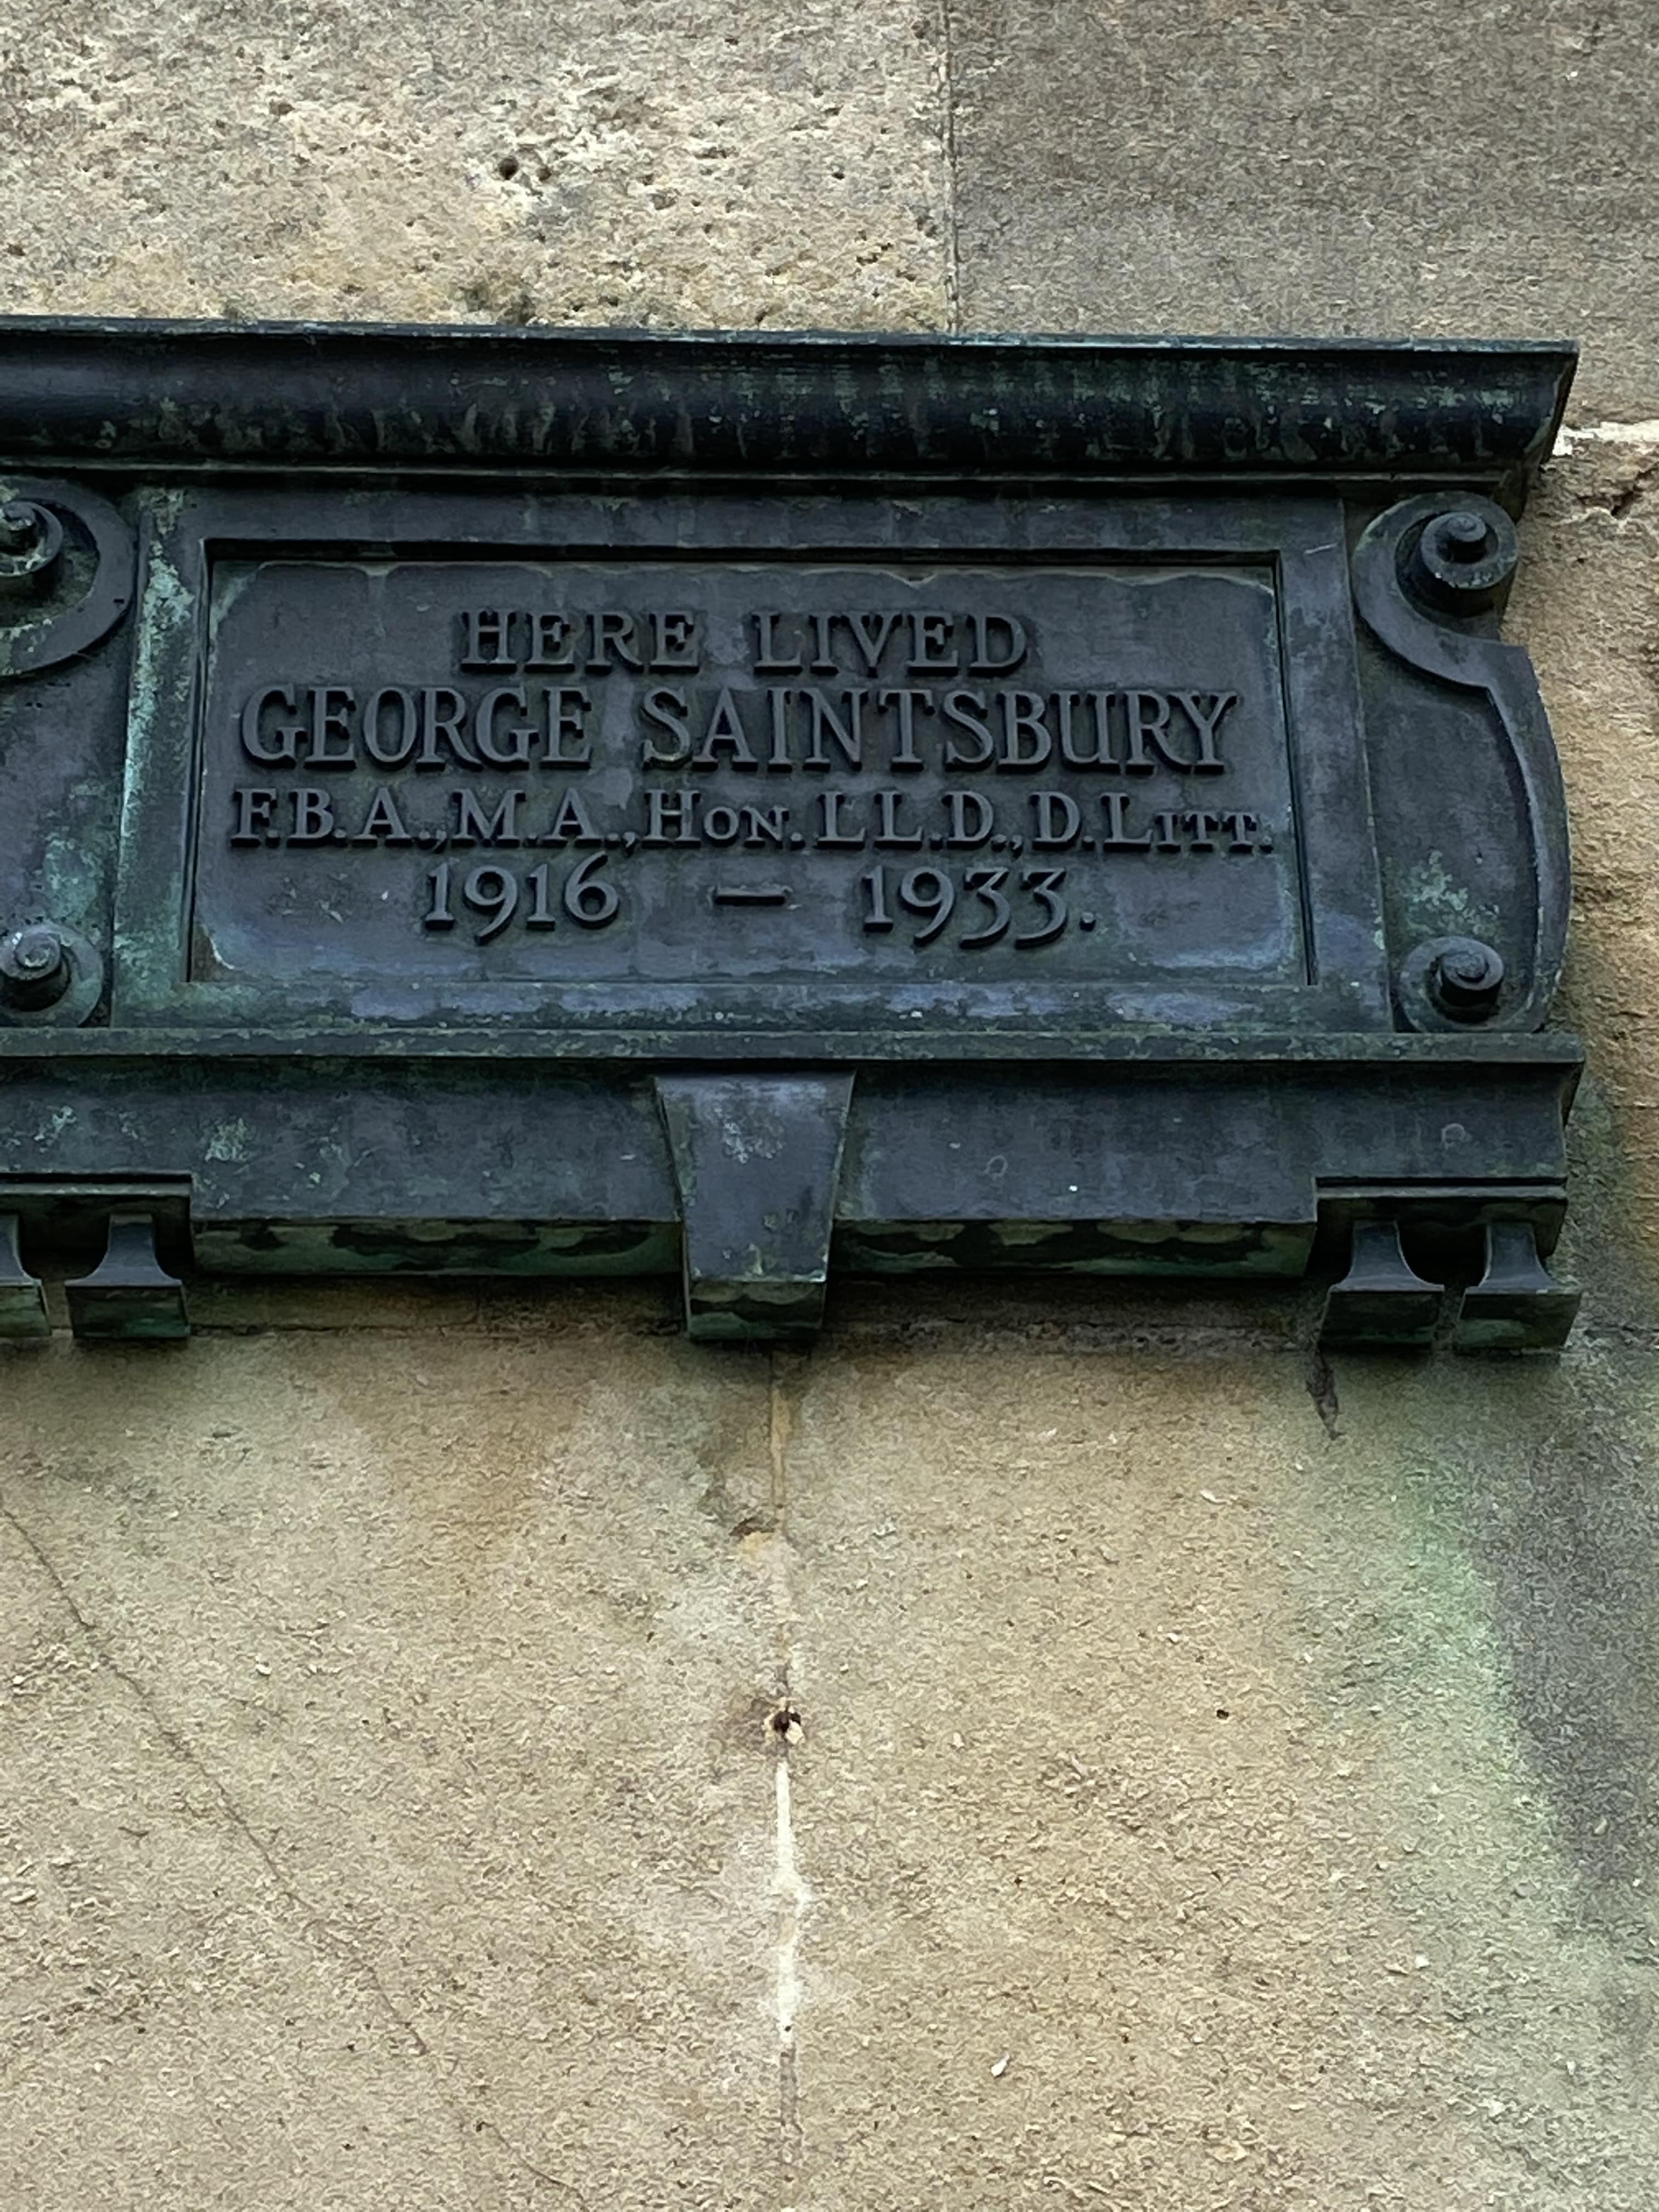 HERE LIVED
GEORGE SAINTSBURY
F.B.A., M.A., HON. LL.D., D.LITT.
1916 — 1933.